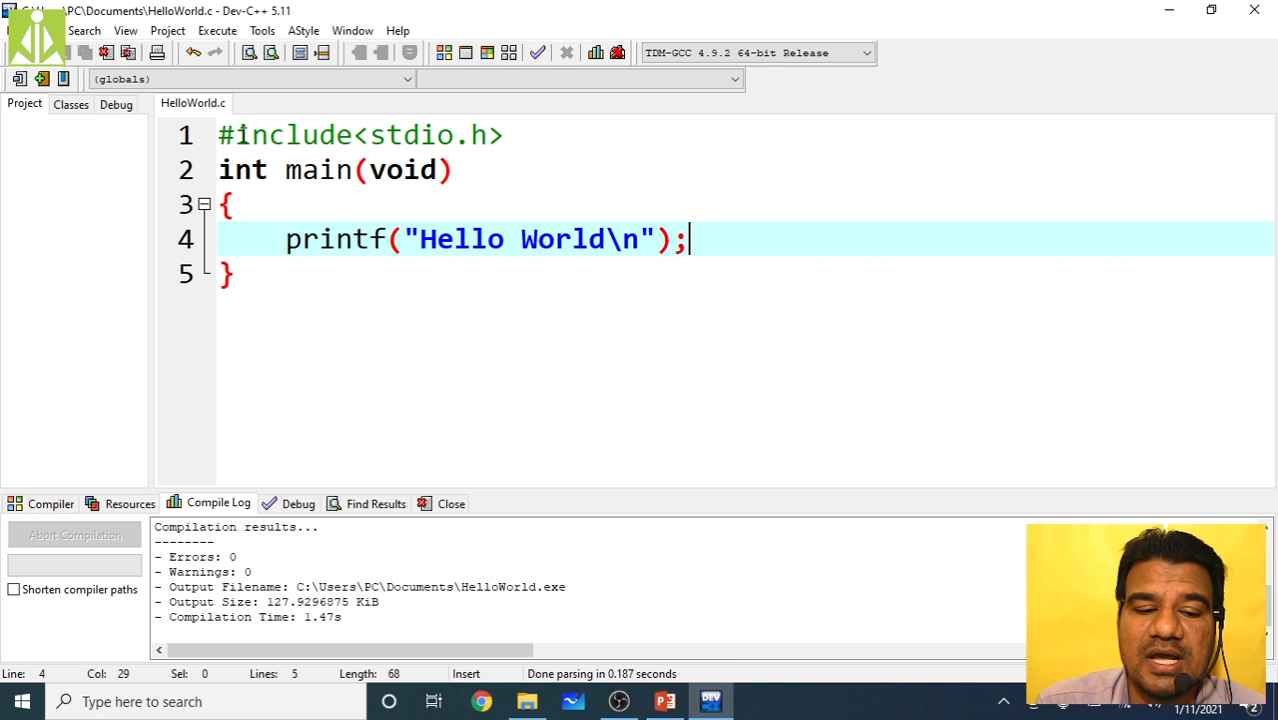 C:\Users\PC\Documents\HelloWorld.c - Dev-C++ 5.11
Search View Project Execute Tools AStyle Window Help
TDM-GCC 4.9.2 64-bit Release
(globals)
Project Classes Debug HelloWorld.c
1 #include<stdio.h>
2 int main(void)
3 {
4 printf("Hello World\n");
5 }
Compiler Resources Compile Log Debug Find Results Close
Abort Compilation
Shorten compiler paths
Compilation results...
--------
- Errors: 0
- Warnings: 0
- Output Filename: C:\Users\PC\Documents\HelloWorld.exe
- Output Size: 127.9296875 KiB
- Compilation Time: 1.47s
Line: 4 Col: 29 Sel: 0 Lines: 5 Length: 68 Insert Done parsing in 0.187 seconds
Type here to search
DEV
1/11/2021
2